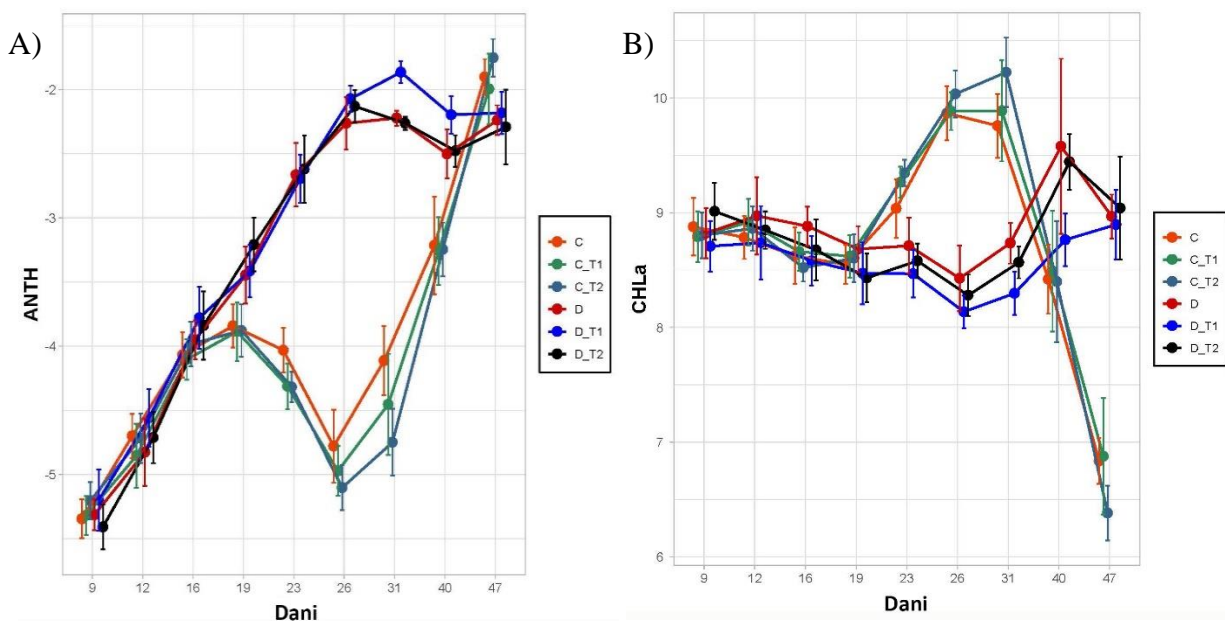 A)
ANTH
-2
-3
-4
-5
9 12 16 19 23 26 31 40 47
Dani
C
C_T1
C_T2
D
D_T1
D_T2
B)
CHLa
10
9
8
7
6
9 12 16 19 23 26 31 40 47
Dani
C
C_T1
C_T2
D
D_T1
D_T2